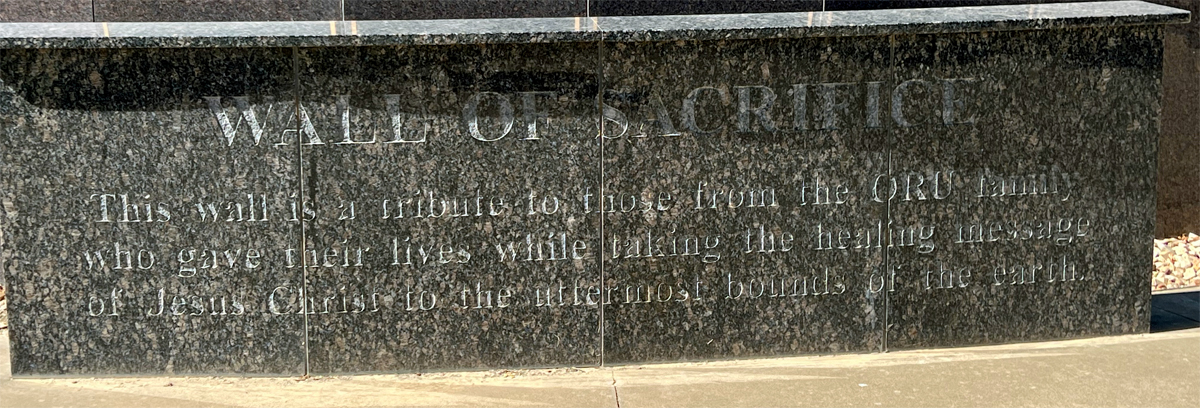 WALL OF SACRIFICE
This wall is a tribute to those from the ORU family
who gave their lives while taking the healing message
of Jesus Christ to the uttermost bounds of the earth.